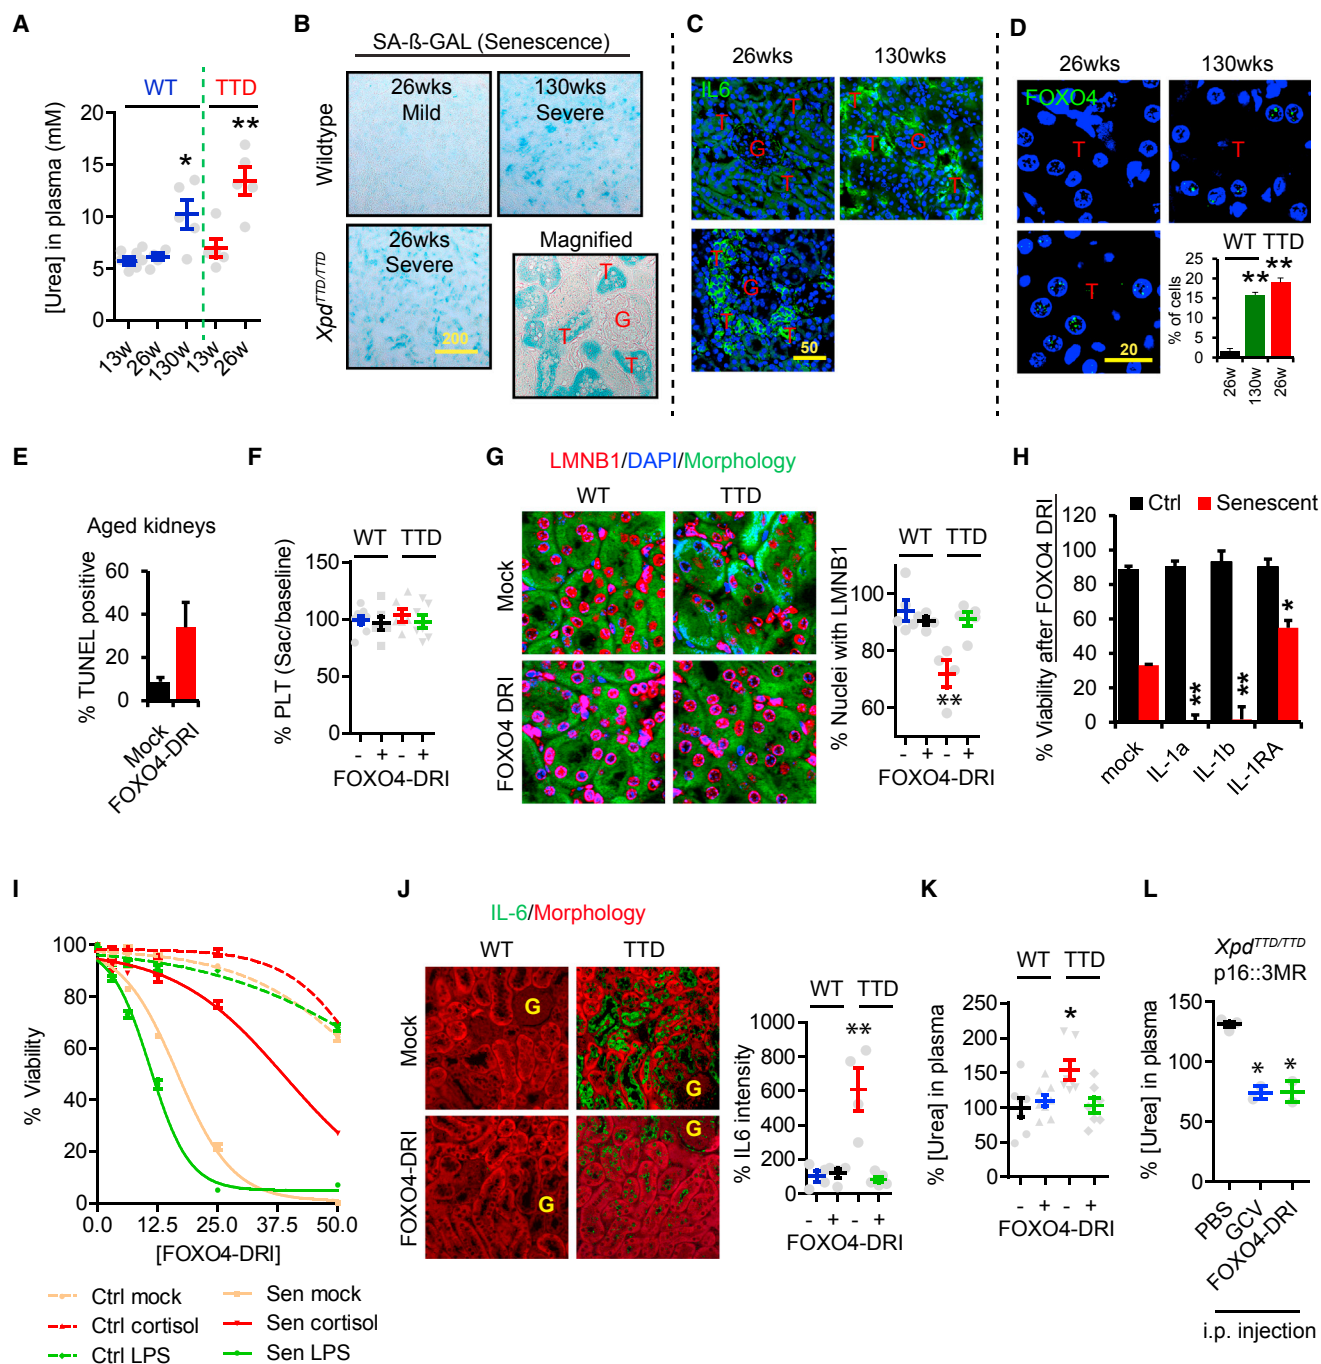 A
WT
TTD
[Urea] in plasma (mM)
20
15
10
5
0
*
**
13w
26w
130w
13w
26w
B
SA-ß-GAL (Senescence)
Wildtype
Xpd^TTD/TTD
26wks
Mild
130wks
Severe
26wks
Severe
200
Magnified
T
G
T
T
C
26wks
130wks
IL6
T
T
G
T
T
T
G
T
T
G
T
T
50
D
26wks
130wks
FOXO4
T
T
T
20
WT
TTD
% of cells
25
20
15
10
5
0
**
**
26w
130w
26w
E
Aged kidneys
% TUNEL positive
60
40
20
0
Mock
FOXO4-DRI
F
WT
TTD
% PLT (Sac/baseline)
150
100
50
0
- + - +
FOXO4-DRI
G
LMNB1/DAPI/Morphology
WT
TTD
Mock
FOXO4 DRI
WT
TTD
% Nuclei with LMNB1
100
80
60
**
- + - +
FOXO4-DRI
H
Ctrl
Senescent
% Viability after FOXO4 DRI
120
100
80
60
40
20
0
**
**
*
mock
IL-1a
IL-1b
IL-1RA
I
% Viability
100
80
60
40
20
0
0.0
12.5
25.0
37.5
50.0
[FOXO4-DRI]
Ctrl mock
Ctrl cortisol
Ctrl LPS
Sen mock
Sen cortisol
Sen LPS
J
IL-6/Morphology
WT
TTD
Mock
FOXO4-DRI
G
G
G
G
WT
TTD
% IL6 intensity
1000
800
600
400
200
0
**
- + - +
FOXO4-DRI
K
WT
TTD
% [Urea] in plasma
250
200
150
100
50
0
*
- + - +
FOXO4-DRI
L
Xpd^TTD/TTD
p16::3MR
% [Urea] in plasma
150
100
50
0
*
*
PBS
GCV
FOXO4-DRI
i.p. injection